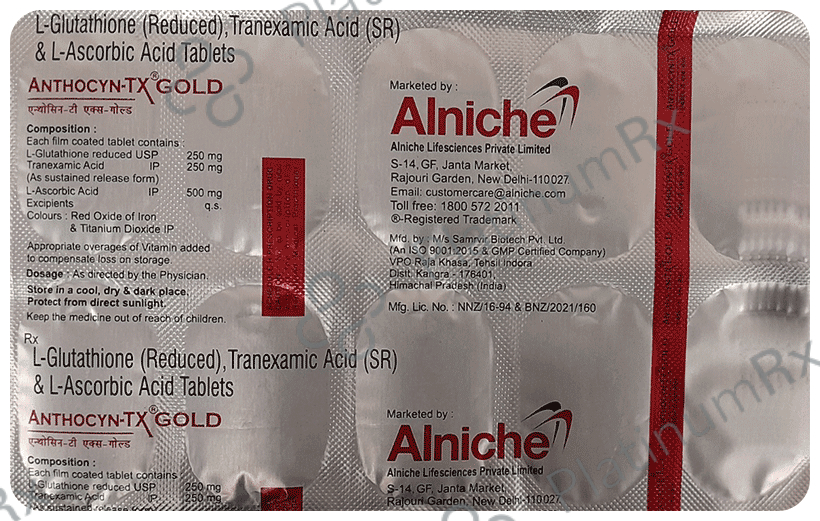 L-Glutathione (Reduced), Tranexamic Acid (SR)
& L-Ascorbic Acid Tablets
ANTHOCYN-TX® GOLD
एन्थोसिन-टी एक्स-गोल्ड
Composition :
Each film coated tablet contains :
L-Glutathione reduced USP 250 mg
Tranexamic Acid IP 250 mg
(As sustained release form)
L-Ascorbic Acid IP 500 mg
Excipients q.s.
Colours : Red Oxide of Iron
& Titanium Dioxide IP
Appropriate overages of Vitamin added
to compensate loss on storage.
Dosage : As directed by the Physician.
Store in a cool, dry & dark place.
Protect from direct sunlight.
Keep the medicine out of reach of children.
Marketed by :
Alniche
Alniche Lifesciences Private Limited
S-14, GF, Janta Market,
Rajouri Garden, New Delhi-110027
Email: customercare@alniche.com
Toll free: 1800 572 2011
®-Registered Trademark
Mfd. by : M/s Samrvir Biotech Pvt. Ltd.
(An ISO 9001:2015 & GMP Certified Company)
VPO Raja Khasa, Tehsil Indora
Distt. Kangra - 176401,
Himachal Pradesh (India)
Mfg. Lic. No. : NNZ/16-94 & BNZ/2021/160
ANTHOCYN-TX GOLD
Rx
L-Glutathione (Reduced), Tranexamic Acid (SR)
& L-Ascorbic Acid Tablets
ANTHOCYN-TX® GOLD
एन्थोसिन-टी एक्स-गोल्ड
Composition :
Each film coated tablet contains :
L-Glutathione reduced USP 250 mg
Tranexamic Acid IP 250 mg
(As sustained release form)
Marketed by :
Alniche
Alniche Lifesciences Private Limited
S-14, GF, Janta Market,
Rajouri Garden, New Delhi-110027
PlatinumRx